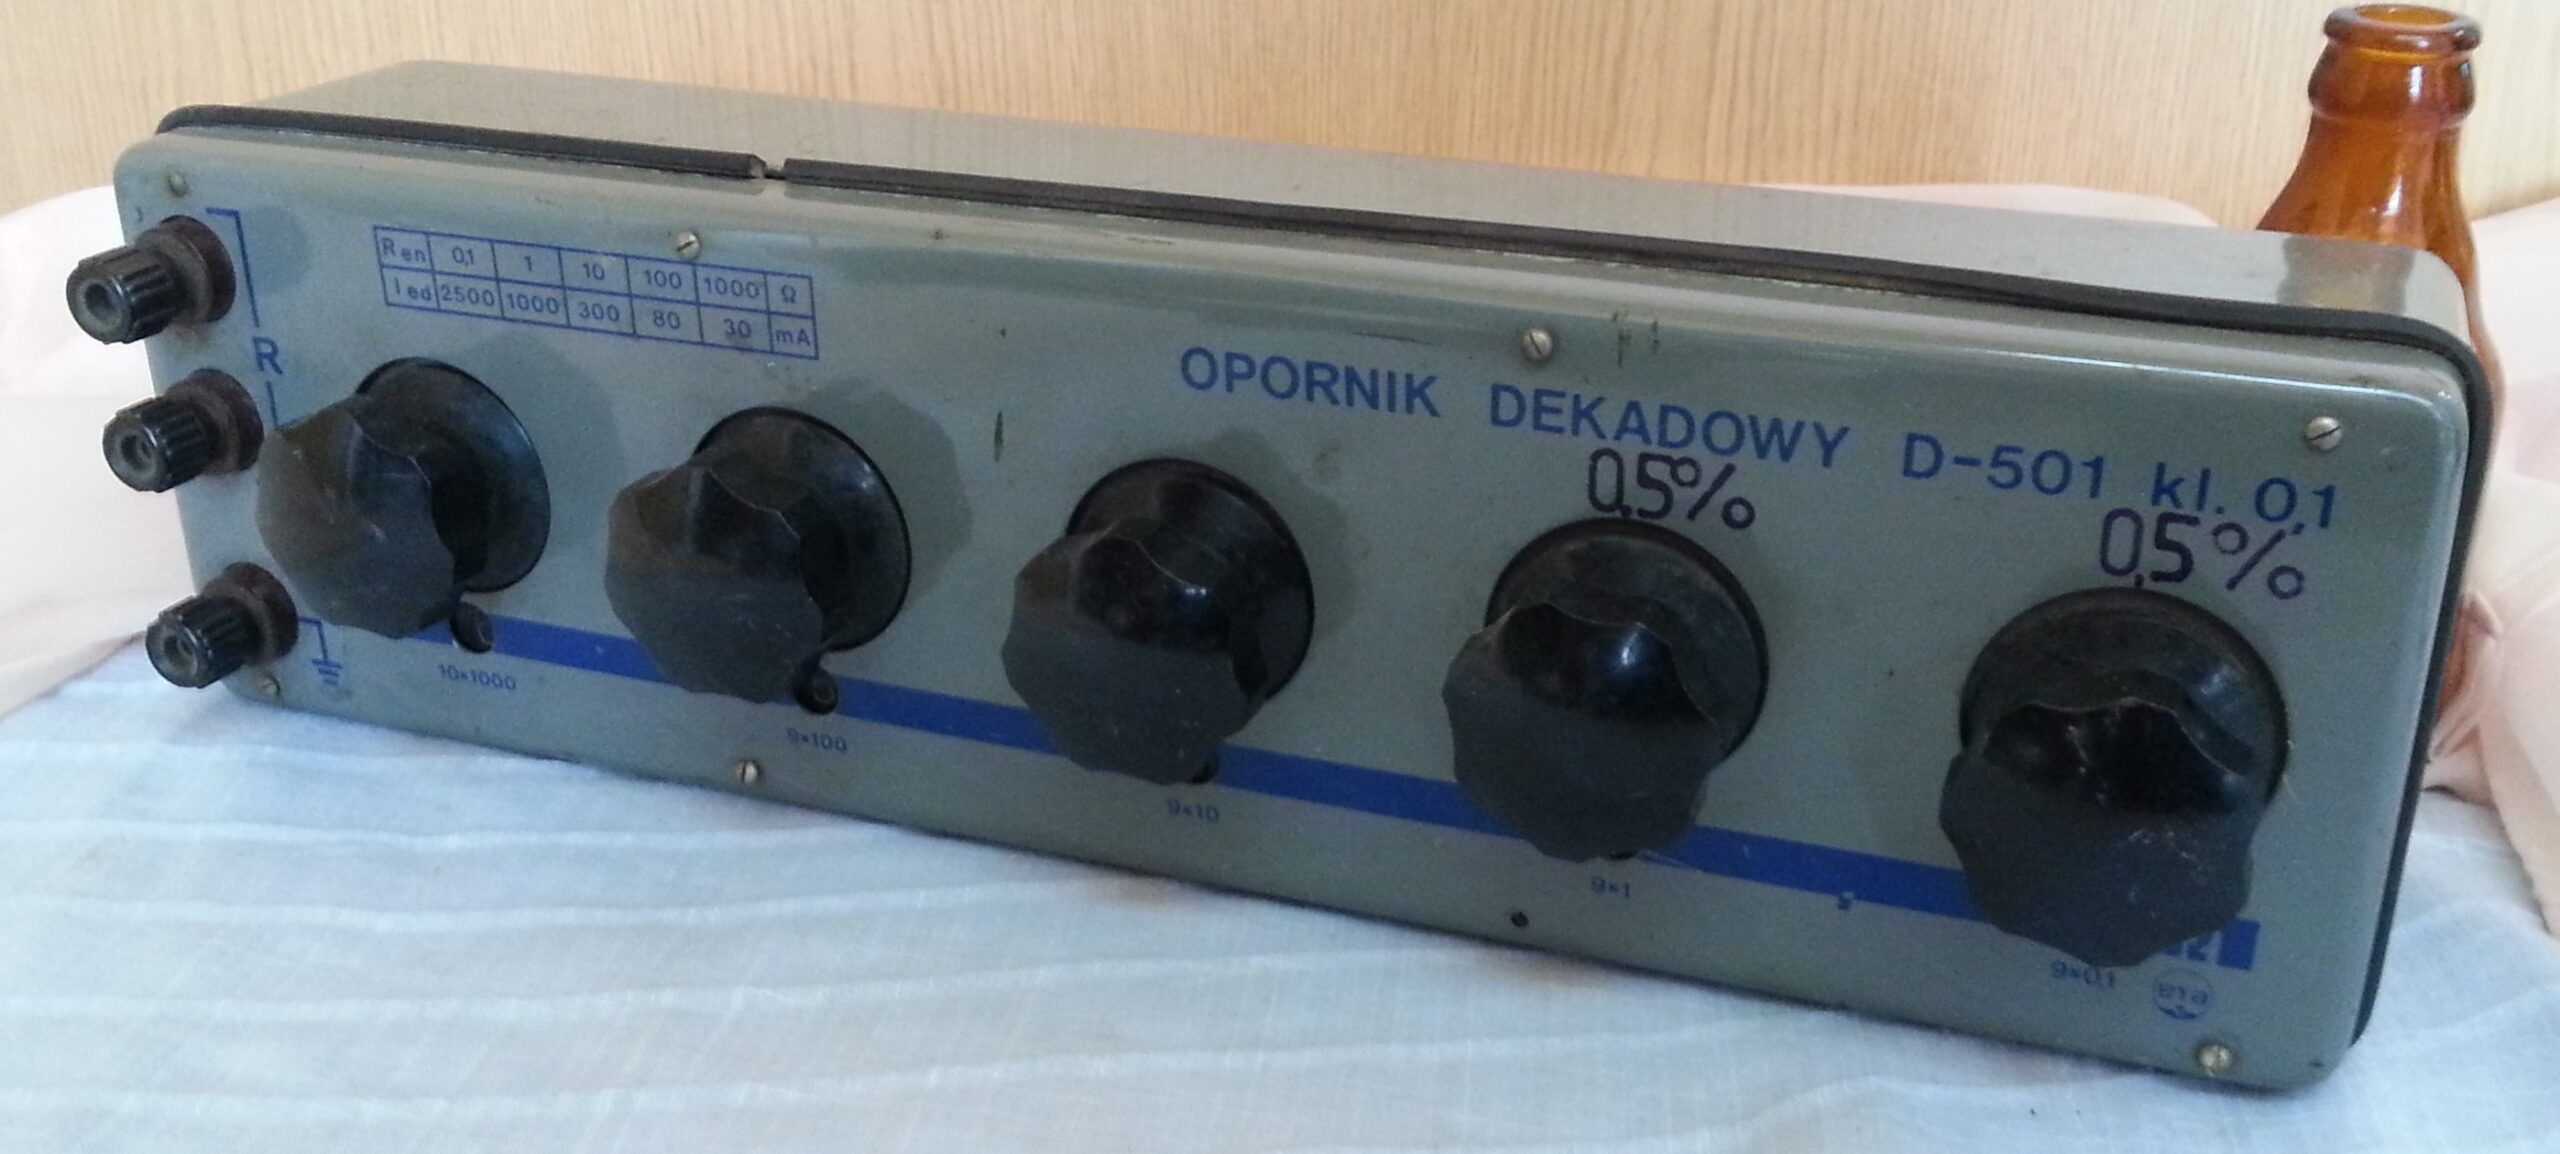 R en 0,1 1 10 100 1000 Ω
I ed 2500 1000 300 80 30 mA
R
OPORNIK DEKADOWY D-501 kl. 0,1
0,5%
0,5%
10×1000
9×100
9×10
9×1
9×0,1
era